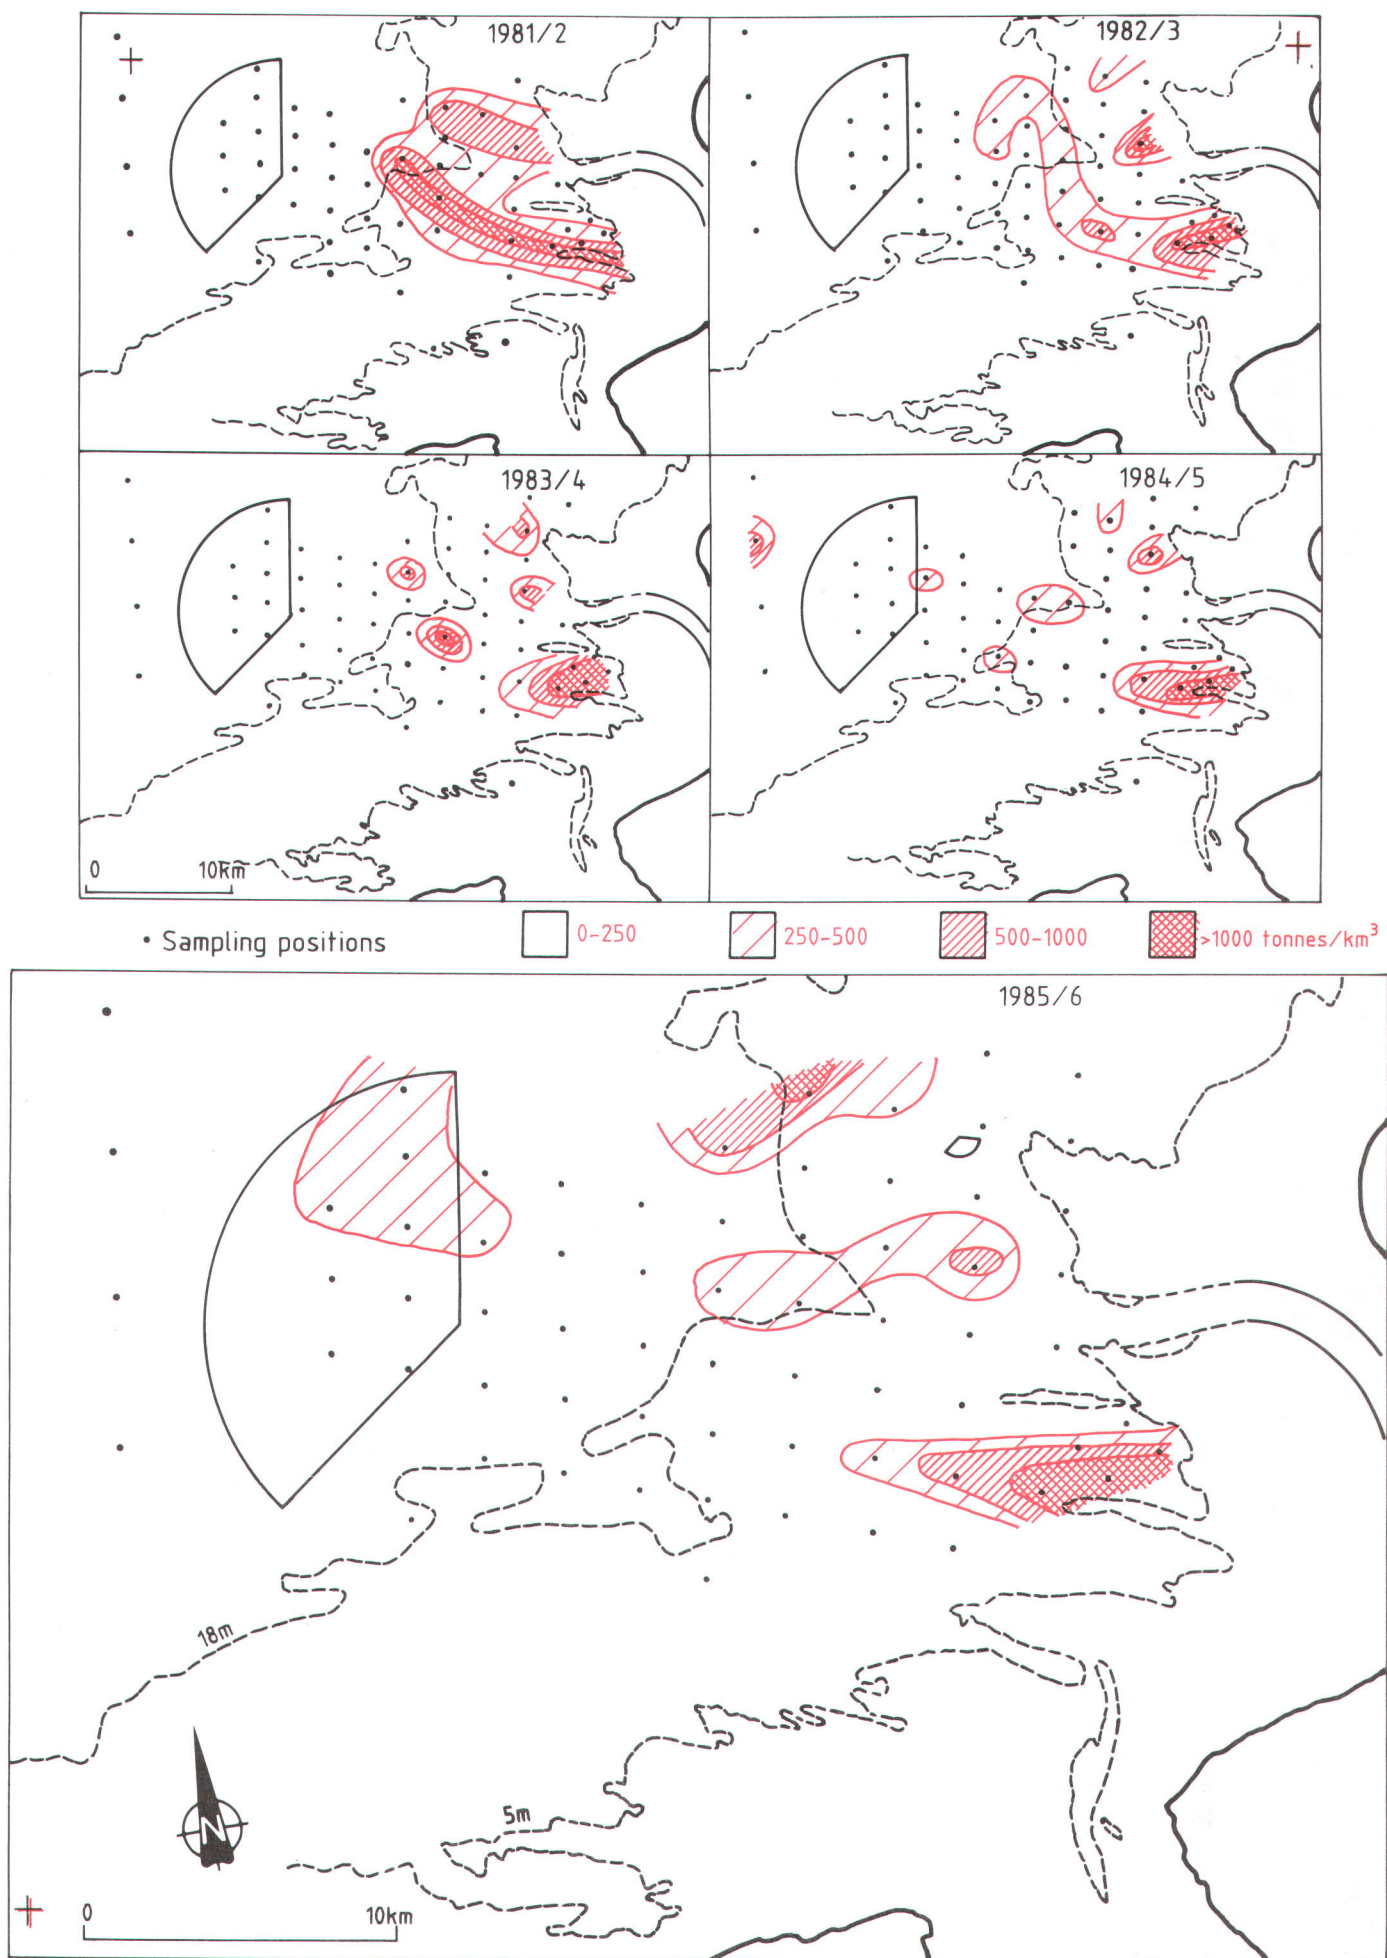 1981/2
1982/3
1983/4
1984/5
0 10km
• Sampling positions 0-250 250-500 500-1000 >1000 tonnes/km³
1985/6
18m
5m
N
0 10km